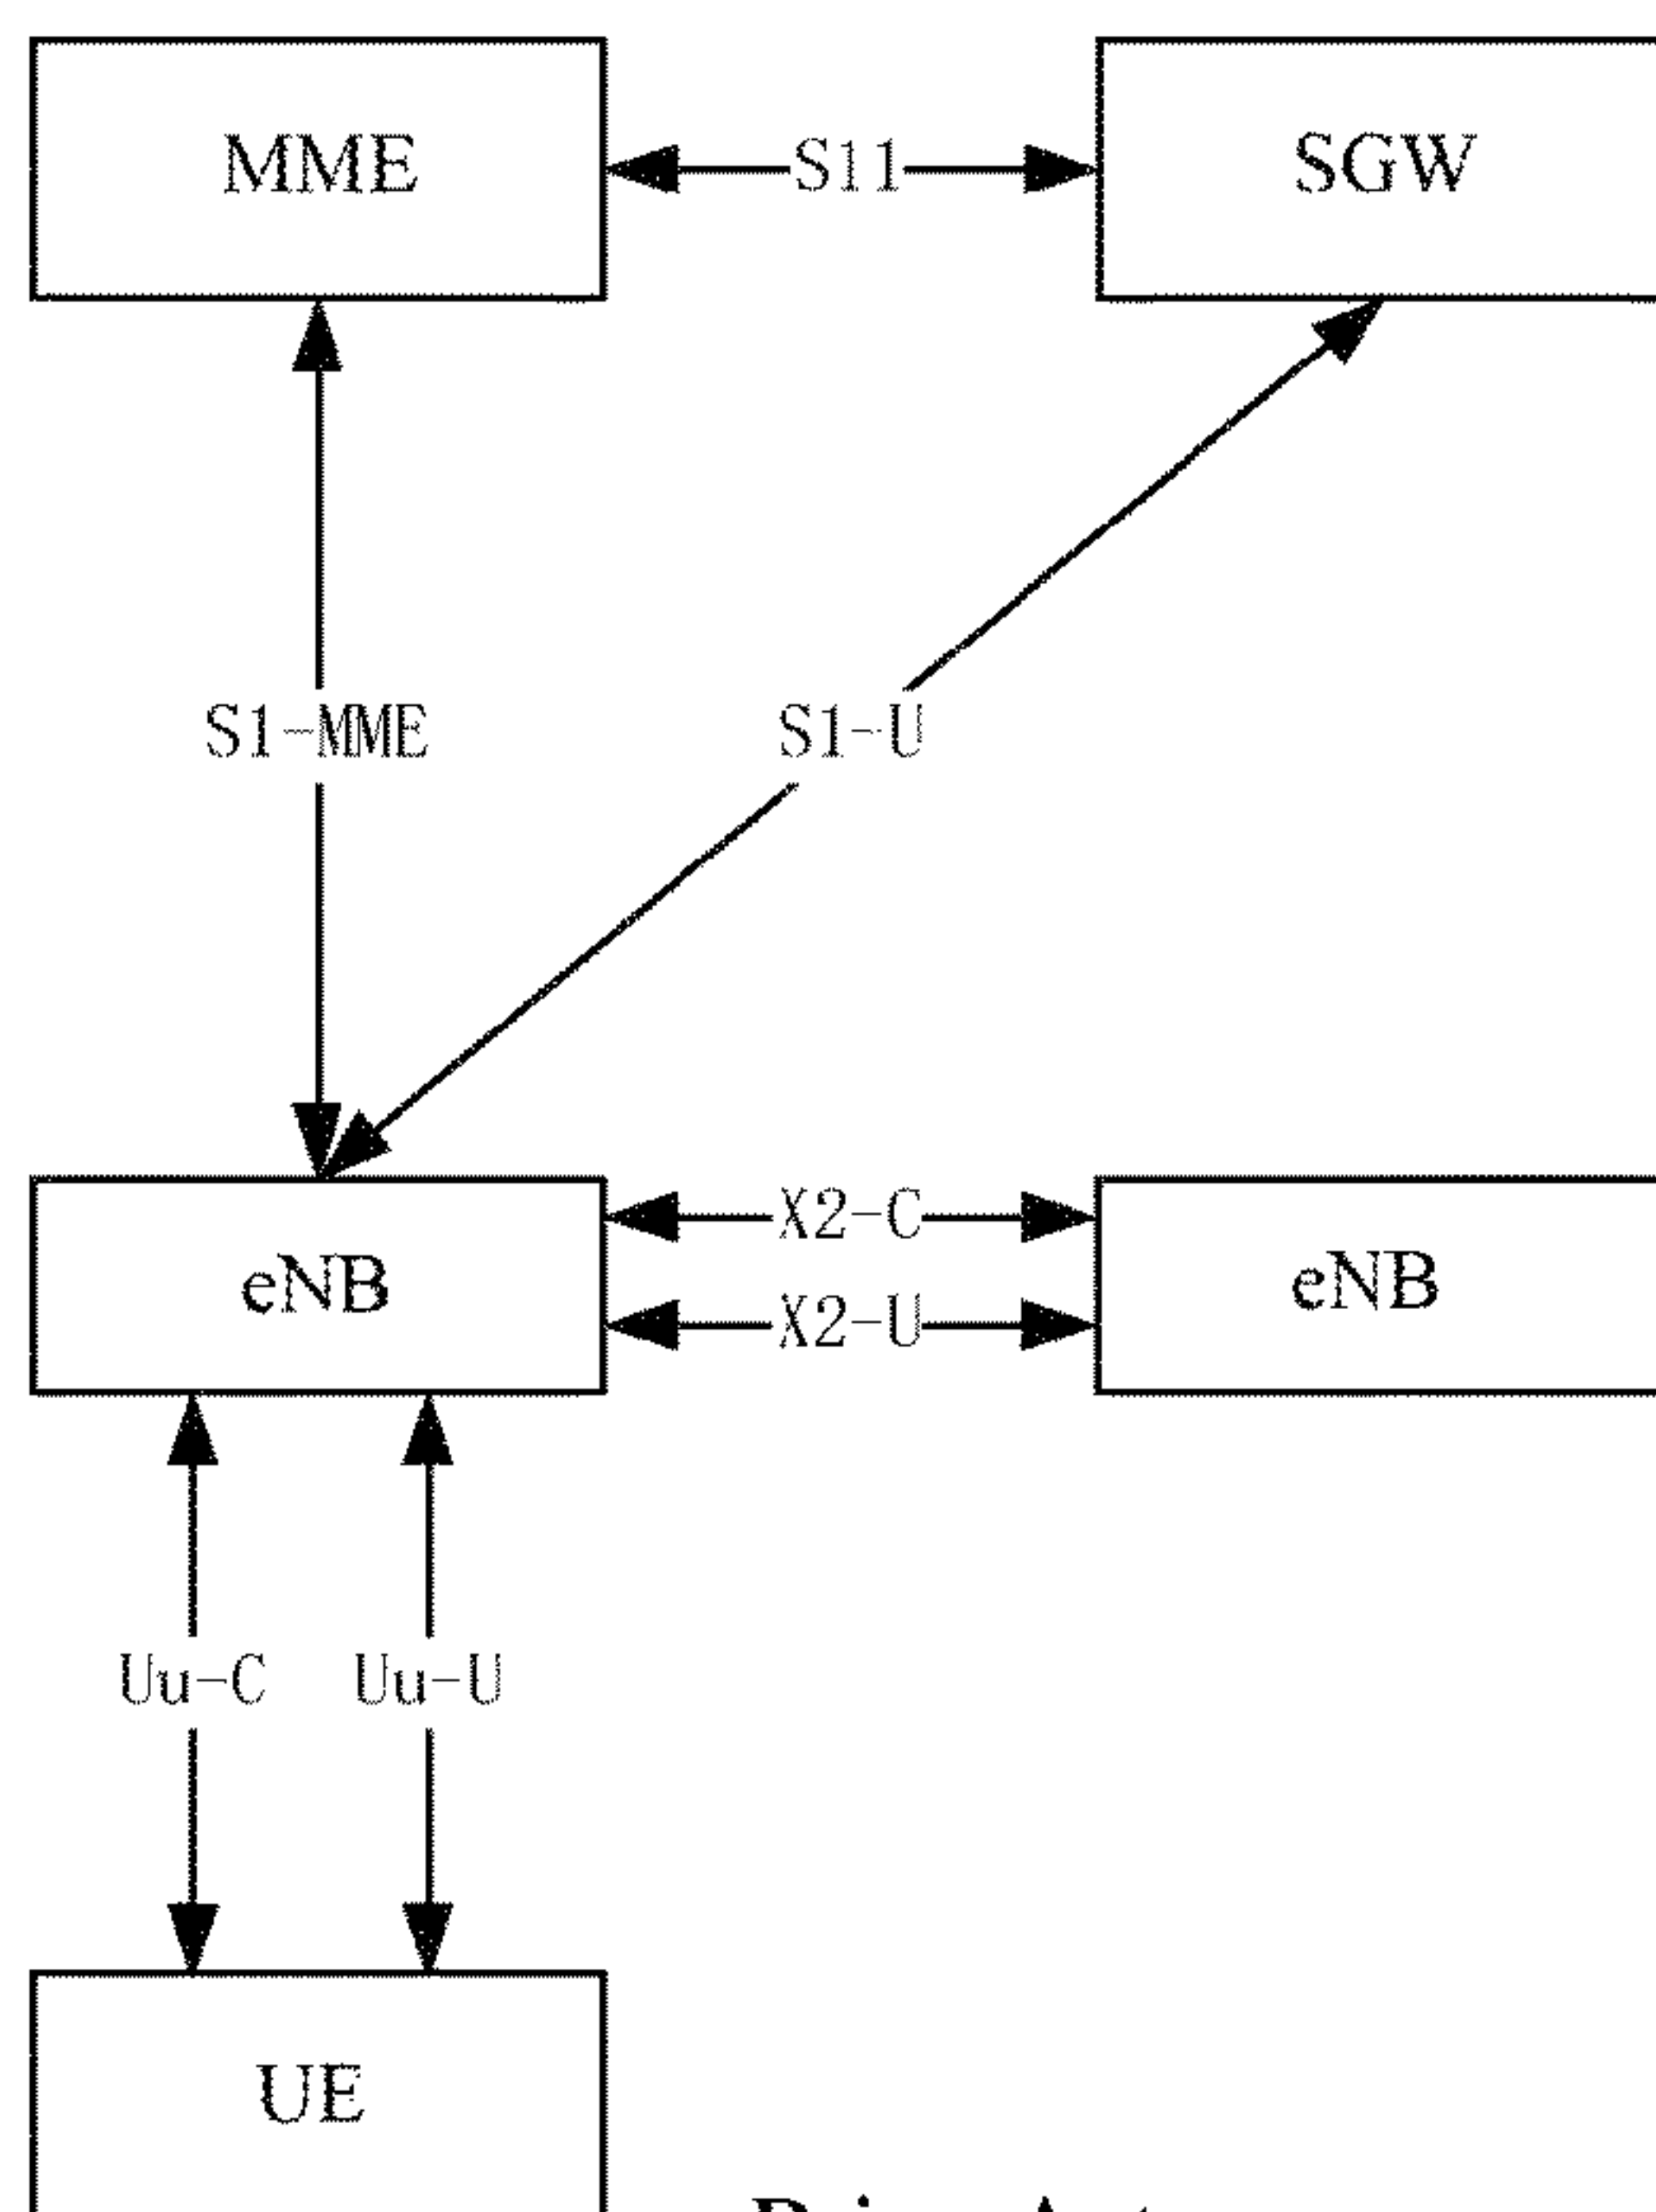 MME S11 SGW
S1-MME S1-U
X2-C
eNB eNB
X2-U
Uu-C Uu-U
UE